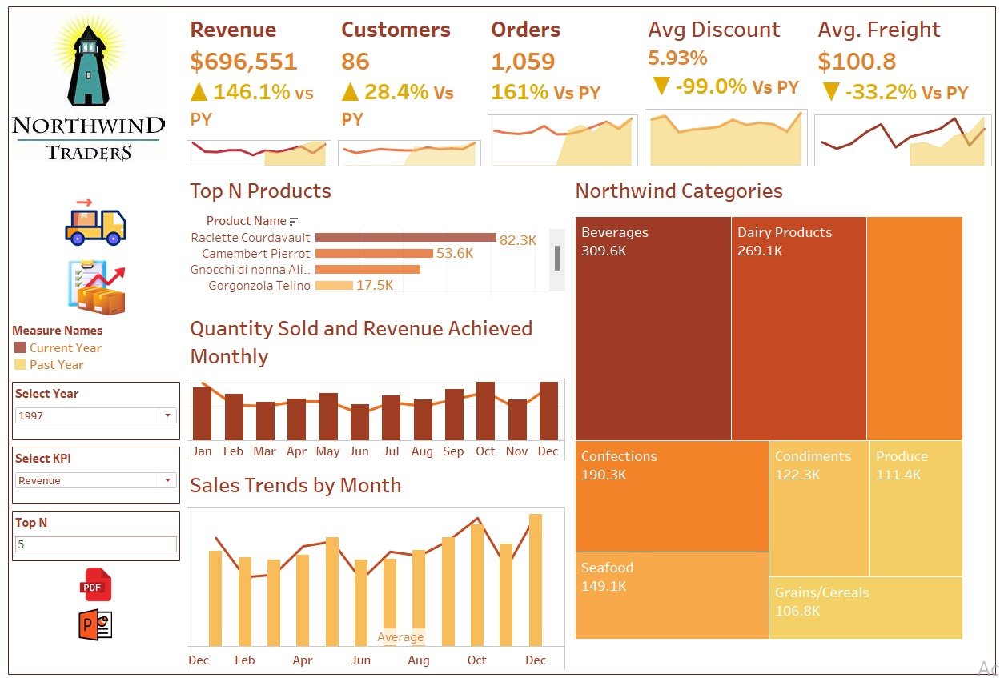 NORTHWIND
TRADERS
Revenue
$696,551
▲ 146.1% vs
PY
Customers
86
▲ 28.4% Vs
PY
Orders
1,059
161% Vs PY
Avg Discount
5.93%
▼ -99.0% Vs PY
Avg. Freight
$100.8
▼ -33.2% Vs PY
Measure Names
Current Year
Past Year
Select Year
1997
Select KPI
Revenue
Top N
5
PDF
P
Top N Products
Product Name
Raclette Courdavault
82.3K
Camembert Pierrot
53.6K
Gnocchi di nonna Ali..
Gorgonzola Telino
17.5K
Quantity Sold and Revenue Achieved
Monthly
Jan Feb Mar Apr May Jun Jul Aug Sep Oct Nov Dec
Sales Trends by Month
Average
Dec Feb Apr Jun Aug Oct Dec
Northwind Categories
Beverages
309.6K
Dairy Products
269.1K
Confections
190.3K
Condiments
122.3K
Produce
111.4K
Seafood
149.1K
Grains/Cereals
106.8K
Ac